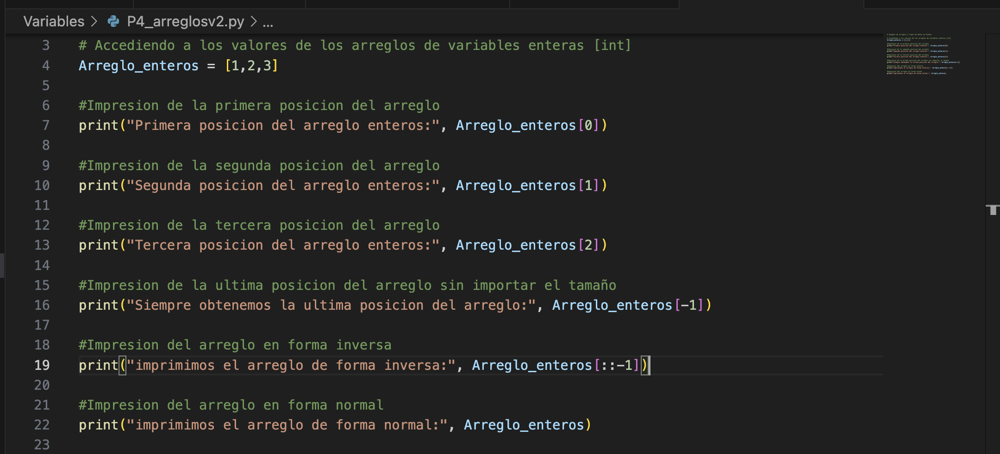 Variables > P4_arreglosv2.py > ...
3 # Accediendo a los valores de los arreglos de variables enteras [int]
4 Arreglo_enteros = [1,2,3]
5
6 #Impresion de la primera posicion del arreglo
7 print("Primera posicion del arreglo enteros:", Arreglo_enteros[0])
8
9 #Impresion de la segunda posicion del arreglo
10 print("Segunda posicion del arreglo enteros:", Arreglo_enteros[1])
11
12 #Impresion de la tercera posicion del arreglo
13 print("Tercera posicion del arreglo enteros:", Arreglo_enteros[2])
14
15 #Impresion de la ultima posicion del arreglo sin importar el tamaño
16 print("Siempre obtenemos la ultima posicion del arreglo:", Arreglo_enteros[-1])
17
18 #Impresion del arreglo en forma inversa
19 print("imprimimos el arreglo de forma inversa:", Arreglo_enteros[::-1])
20
21 #Impresion del arreglo en forma normal
22 print("imprimimos el arreglo de forma normal:", Arreglo_enteros)
23